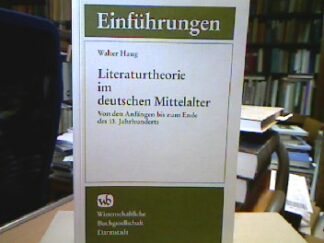 Einführungen
Walter Haug
Literaturtheorie
im
deutschen Mittelalter
Von den Anfängen bis zum Ende
des 13. Jahrhunderts
wb
Wissenschaftliche
Buchgesellschaft
Darmstadt